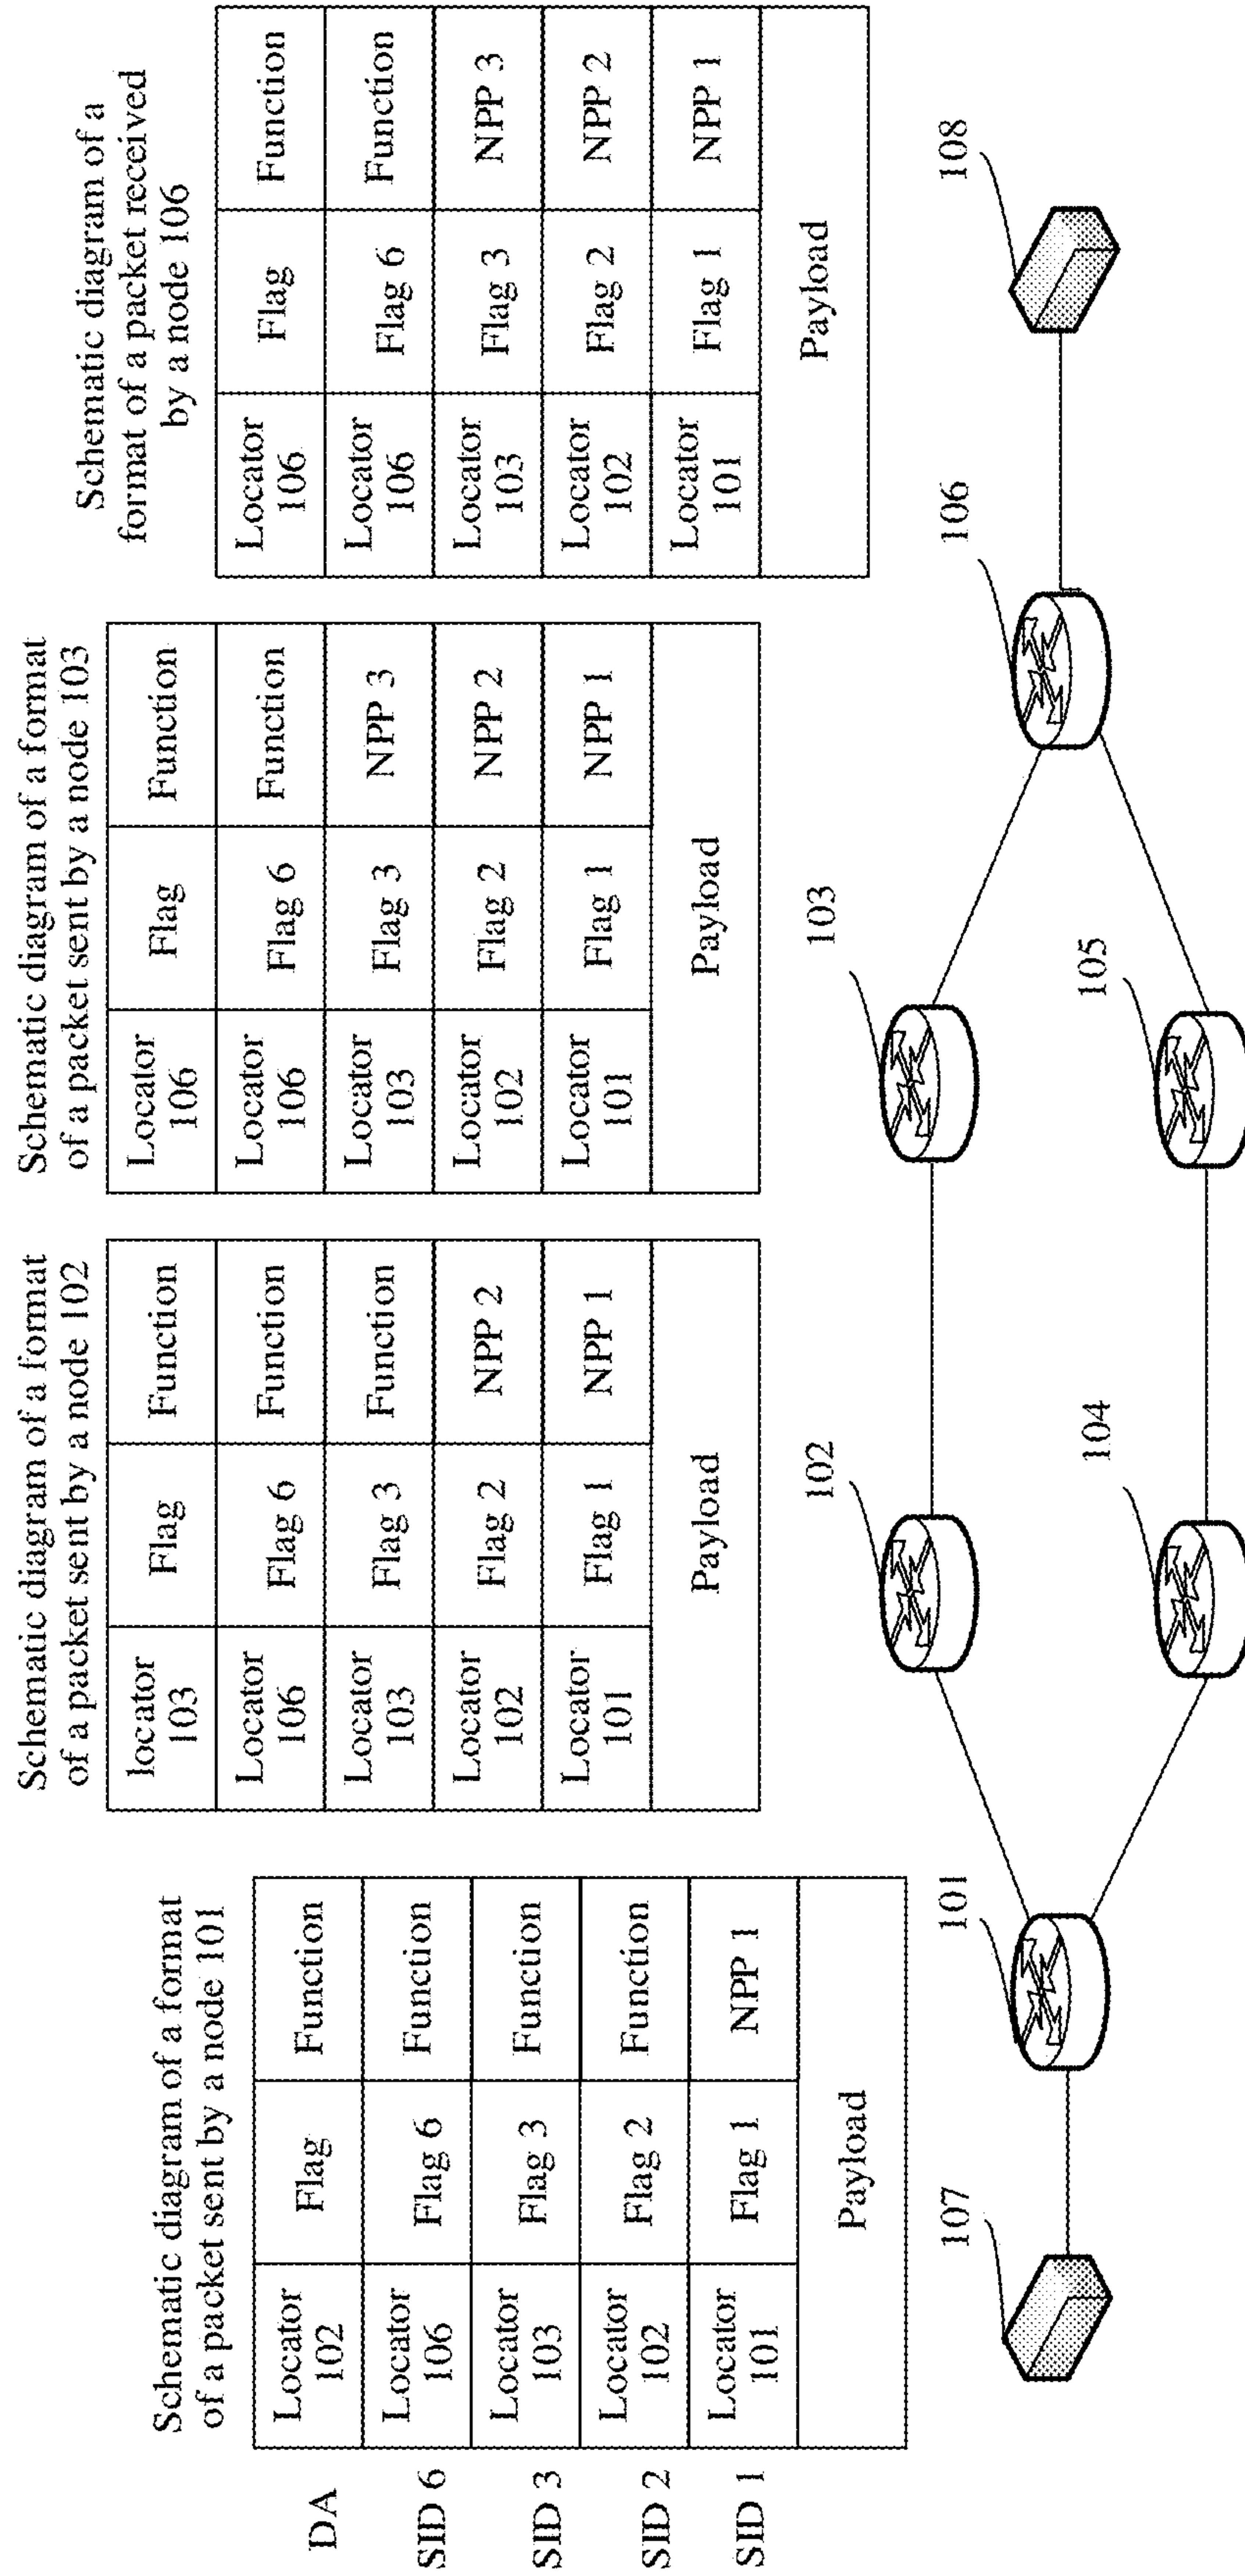 Schematic diagram of a format
of a packet sent by a node 101
DA
Locator
102
Flag
Function
SID 6
Locator
106
Flag 6
Function
SID 3
Locator
103
Flag 3
Function
SID 2
Locator
102
Flag 2
Function
SID 1
Locator
101
Flag 1
NPP 1
Payload
Schematic diagram of a format
of a packet sent by a node 102
locator
103
Flag
Function
Locator
106
Flag 6
Function
Locator
103
Flag 3
Function
Locator
102
Flag 2
NPP 2
Locator
101
Flag 1
NPP 1
Payload
Schematic diagram of a format
of a packet sent by a node 103
Locator
106
Flag
Function
Locator
106
Flag 6
Function
Locator
103
Flag 3
NPP 3
Locator
102
Flag 2
NPP 2
Locator
101
Flag 1
NPP 1
Payload
Schematic diagram of a
format of a packet received
by a node 106
Locator
106
Flag
Function
Locator
106
Flag 6
Function
Locator
103
Flag 3
NPP 3
Locator
102
Flag 2
NPP 2
Locator
101
Flag 1
NPP 1
Payload
107
101
102
103
104
105
106
108